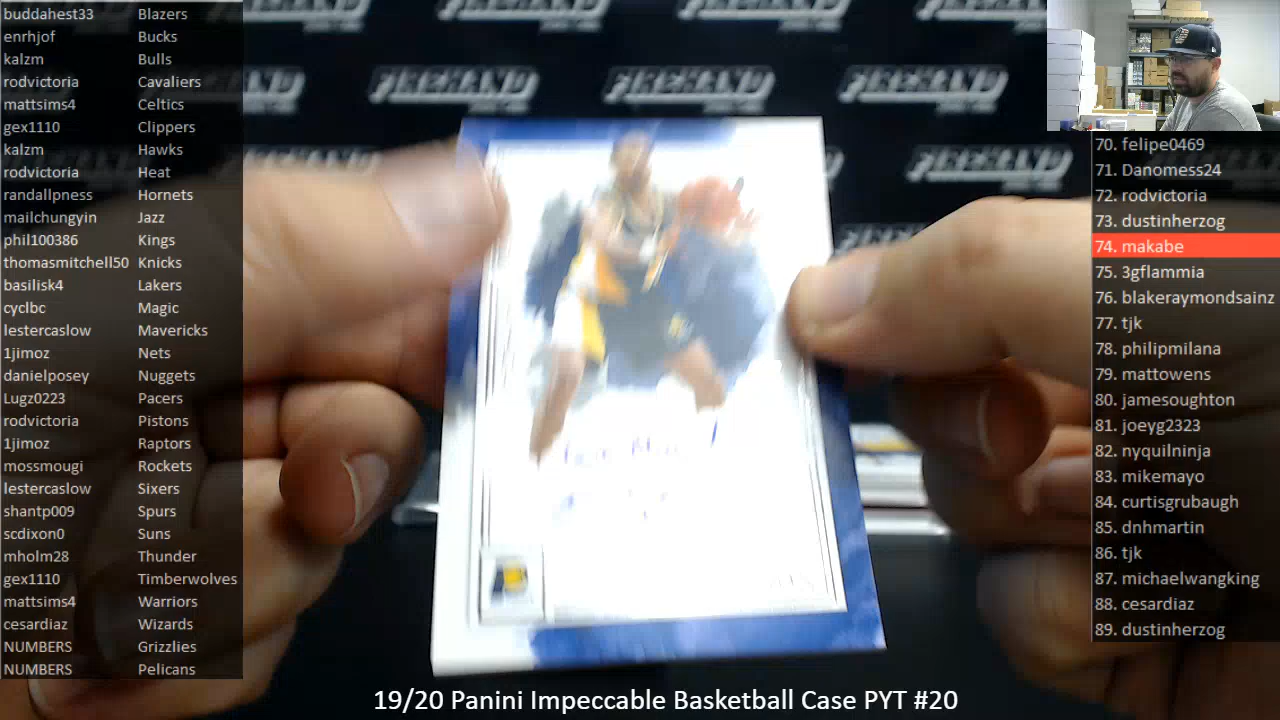 buddahest33 Blazers
enrhjof Bucks
kalzm Bulls
rodvictoria Cavaliers
mattsims4 Celtics
gex1110 Clippers
kalzm Hawks
rodvictoria Heat
randallpness Hornets
mailchungyin Jazz
phil100386 Kings
thomasmitchell50 Knicks
basilisk4 Lakers
cyclbc Magic
lestercaslow Mavericks
1jimoz Nets
danielposey Nuggets
Lugz0223 Pacers
rodvictoria Pistons
1jimoz Raptors
mossmougi Rockets
lestercaslow Sixers
shantp009 Spurs
scdixon0 Suns
mholm28 Thunder
gex1110 Timberwolves
mattsims4 Warriors
cesardiaz Wizards
NUMBERS Grizzlies
NUMBERS Pelicans
FIREHAND FIREHAND FIREHAND
70. felipe0469
71. Danomess24
72. rodvictoria
73. dustinherzog
74. makabe
75. 3gflammia
76. blakeraymondsainz
77. tjk
78. philipmilana
79. mattowens
80. jamesoughton
81. joeyg2323
82. nyquilninja
83. mikemayo
84. curtisgrubaugh
85. dnhmartin
86. tjk
87. michaelwangking
88. cesardiaz
89. dustinherzog
19/20 Panini Impeccable Basketball Case PYT #20